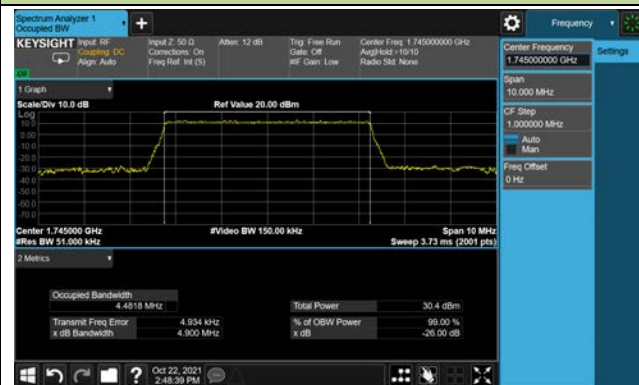 Spectrum Analyzer 1
Occupied BW
Frequency
KEYSIGHT
Input: RF
Coupling: DC
Align: Auto
Input Z: 50 Ω
Corrections: On
Freq Ref: Int (S)
Atten: 12 dB
Trig: Free Run
Gate: Off
#IF Gain: Low
Center Freq: 1.745000000 GHz
Avg|Hold:>10/10
Radio Std: None
Center Frequency
1.745000000 GHz
Settings
Span
10.000 MHz
CF Step
1.000000 MHz
Auto
Man
Freq Offset
0 Hz
1 Graph
Scale/Div 10.0 dB
Ref Value 20.00 dBm
Log
10.0
0.00
-10.0
-20.0
-30.0
-40.0
-50.0
-60.0
-70.0
Center 1.745000 GHz
#Video BW 150.00 kHz
Span 10 MHz
#Res BW 51.000 kHz
Sweep 3.73 ms (2001 pts)
2 Metrics
Occupied Bandwidth
4.4818 MHz
Total Power
30.4 dBm
Transmit Freq Error
4.934 kHz
% of OBW Power
99.00 %
x dB Bandwidth
4.900 MHz
x dB
-26.00 dB
?
Oct 22, 2021
2:48:39 PM